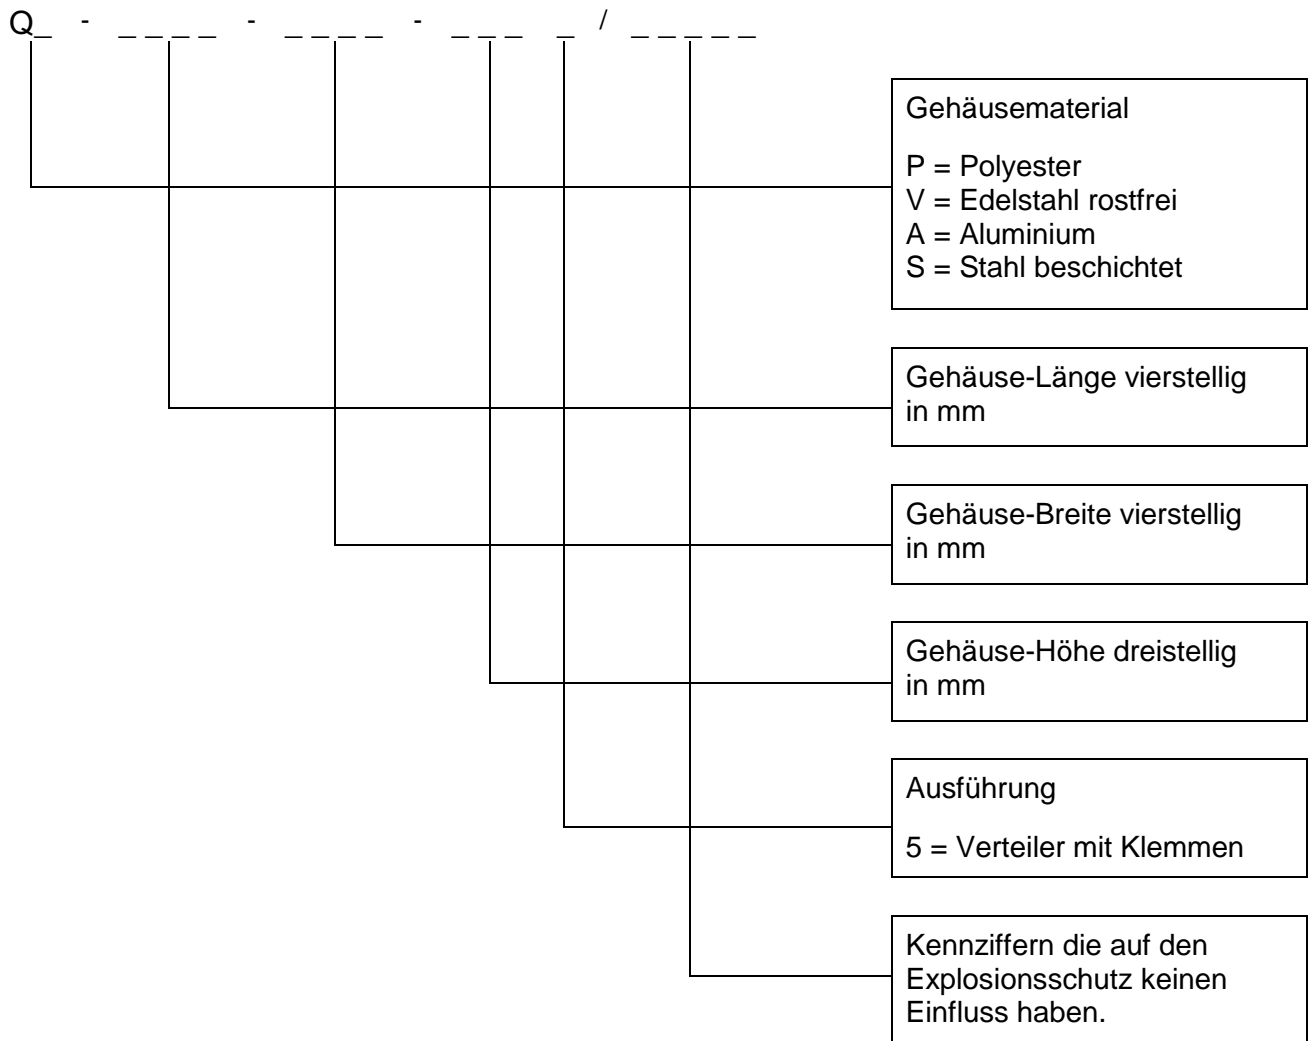 Q_ - _ _ _ _ - _ _ _ _ - _ _ _ _ / _ _ _ _ _
Gehäusematerial
P = Polyester
V = Edelstahl rostfrei
A = Aluminium
S = Stahl beschichtet
Gehäuse-Länge vierstellig
in mm
Gehäuse-Breite vierstellig
in mm
Gehäuse-Höhe dreistellig
in mm
Ausführung
5 = Verteiler mit Klemmen
Kennziffern die auf den
Explosionsschutz keinen
Einfluss haben.